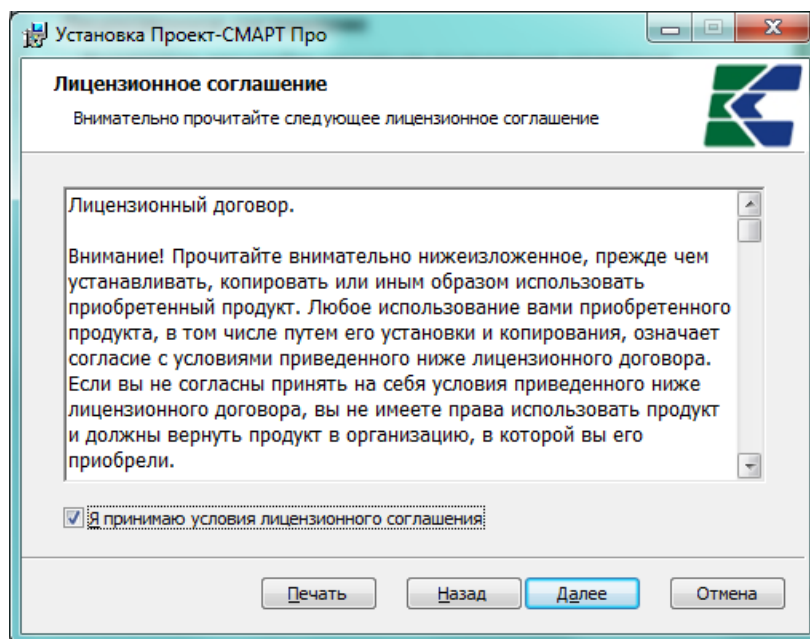 Установка Проект-СМАРТ Про
Лицензионное соглашение
Внимательно прочитайте следующее лицензионное соглашение
Лицензионный договор.
Внимание! Прочитайте внимательно нижеизложенное, прежде чем
устанавливать, копировать или иным образом использовать
приобретенный продукт. Любое использование вами приобретенного
продукта, в том числе путем его установки и копирования, означает
согласие с условиями приведенного ниже лицензионного договора.
Если вы не согласны принять на себя условия приведенного ниже
лицензионного договора, вы не имеете права использовать продукт
и должны вернуть продукт в организацию, в которой вы его
приобрели.
Я принимаю условия лицензионного соглашения
Печать Назад Далее Отмена